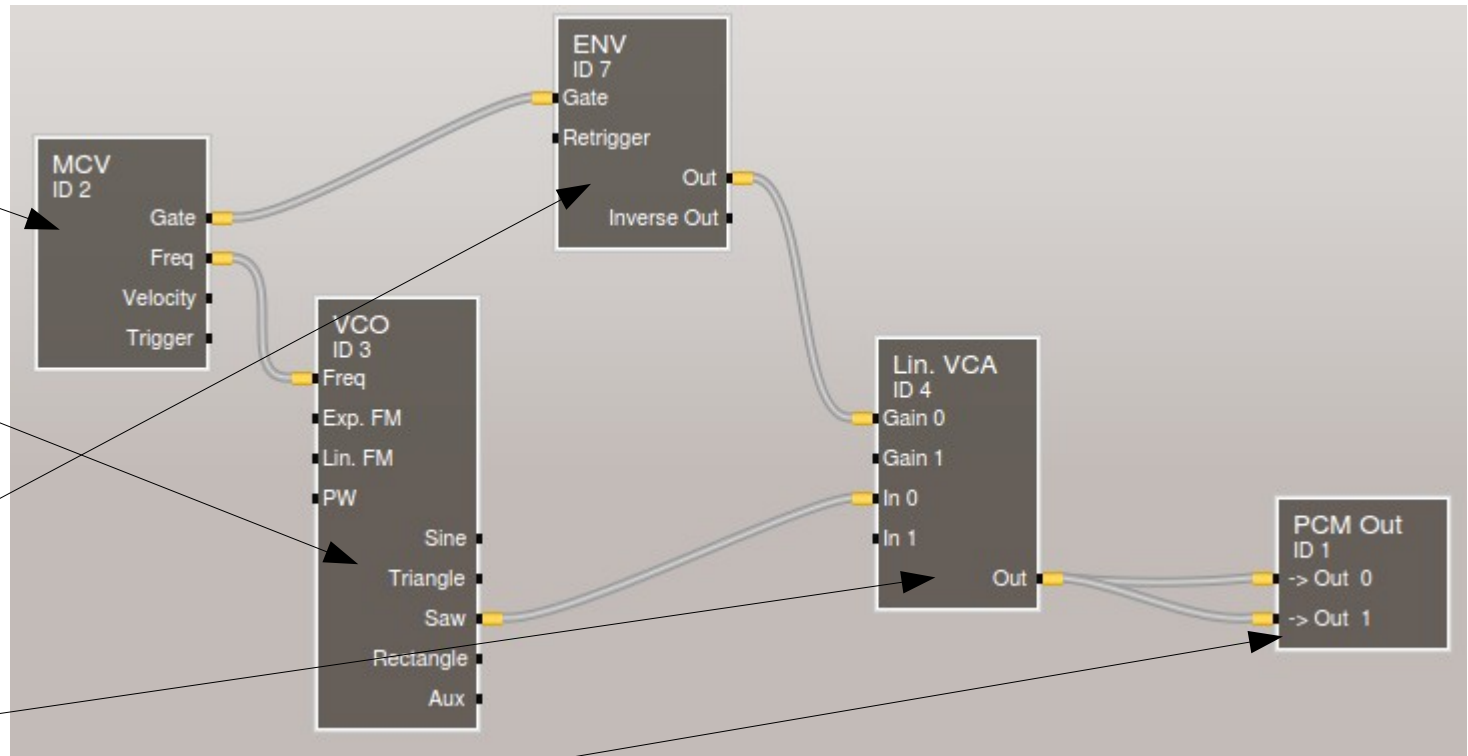 ENV
ID 7
Gate
Retrigger
Out
Inverse Out
MCV
ID 2
Gate
Freq
Velocity
Trigger
VCO
ID 3
Freq
Exp. FM
Lin. FM
PW
Sine
Triangle
Saw
Rectangle
Aux
Lin. VCA
ID 4
Gain 0
Gain 1
In 0
In 1
Out
PCM Out
ID 1
-> Out 0
-> Out 1